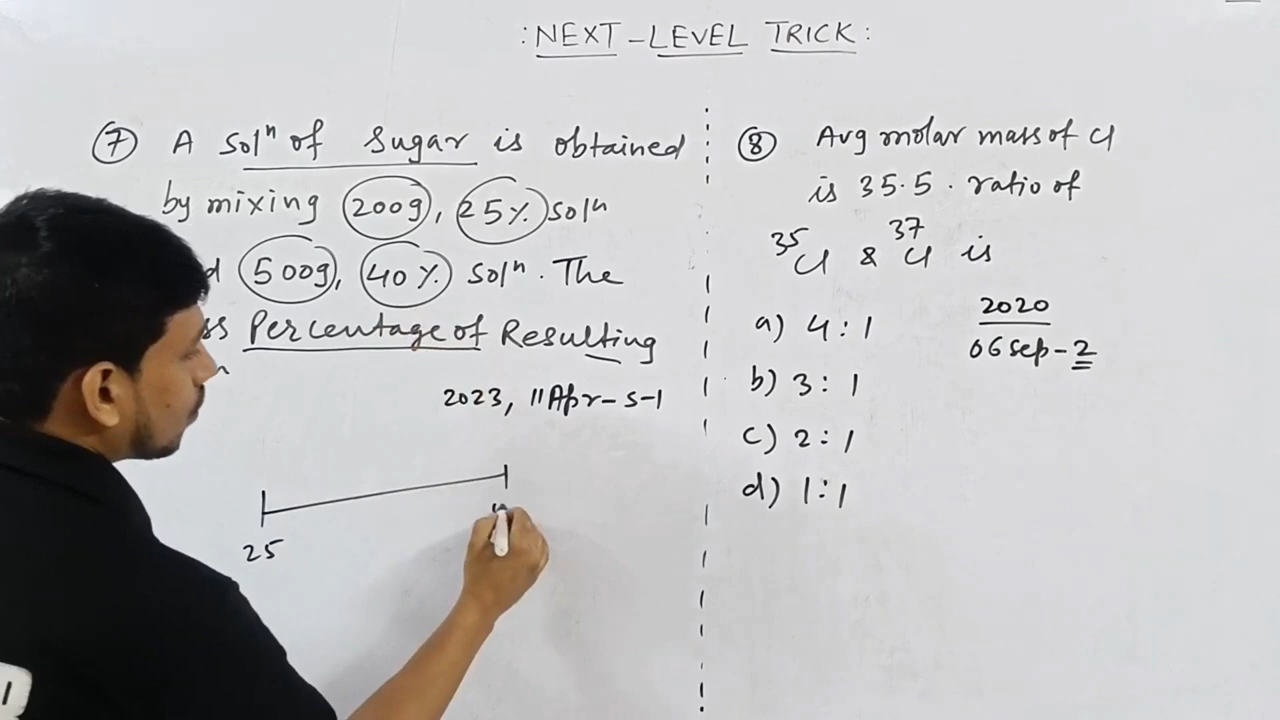 : NEXT - LEVEL TRICK :
⑦ A Solⁿ of Sugar is obtained
by mixing 200g, 25% solⁿ
500g, 40% solⁿ. The
Percentage of Resulting
2023, 11 Apr - S-1
25
⑧ Avg molar mass of Cl
is 35.5. ratio of
³⁵Cl & ³⁷Cl is
a) 4 : 1
b) 3 : 1
c) 2 : 1
d) 1 : 1
2020
06 Sep - 2